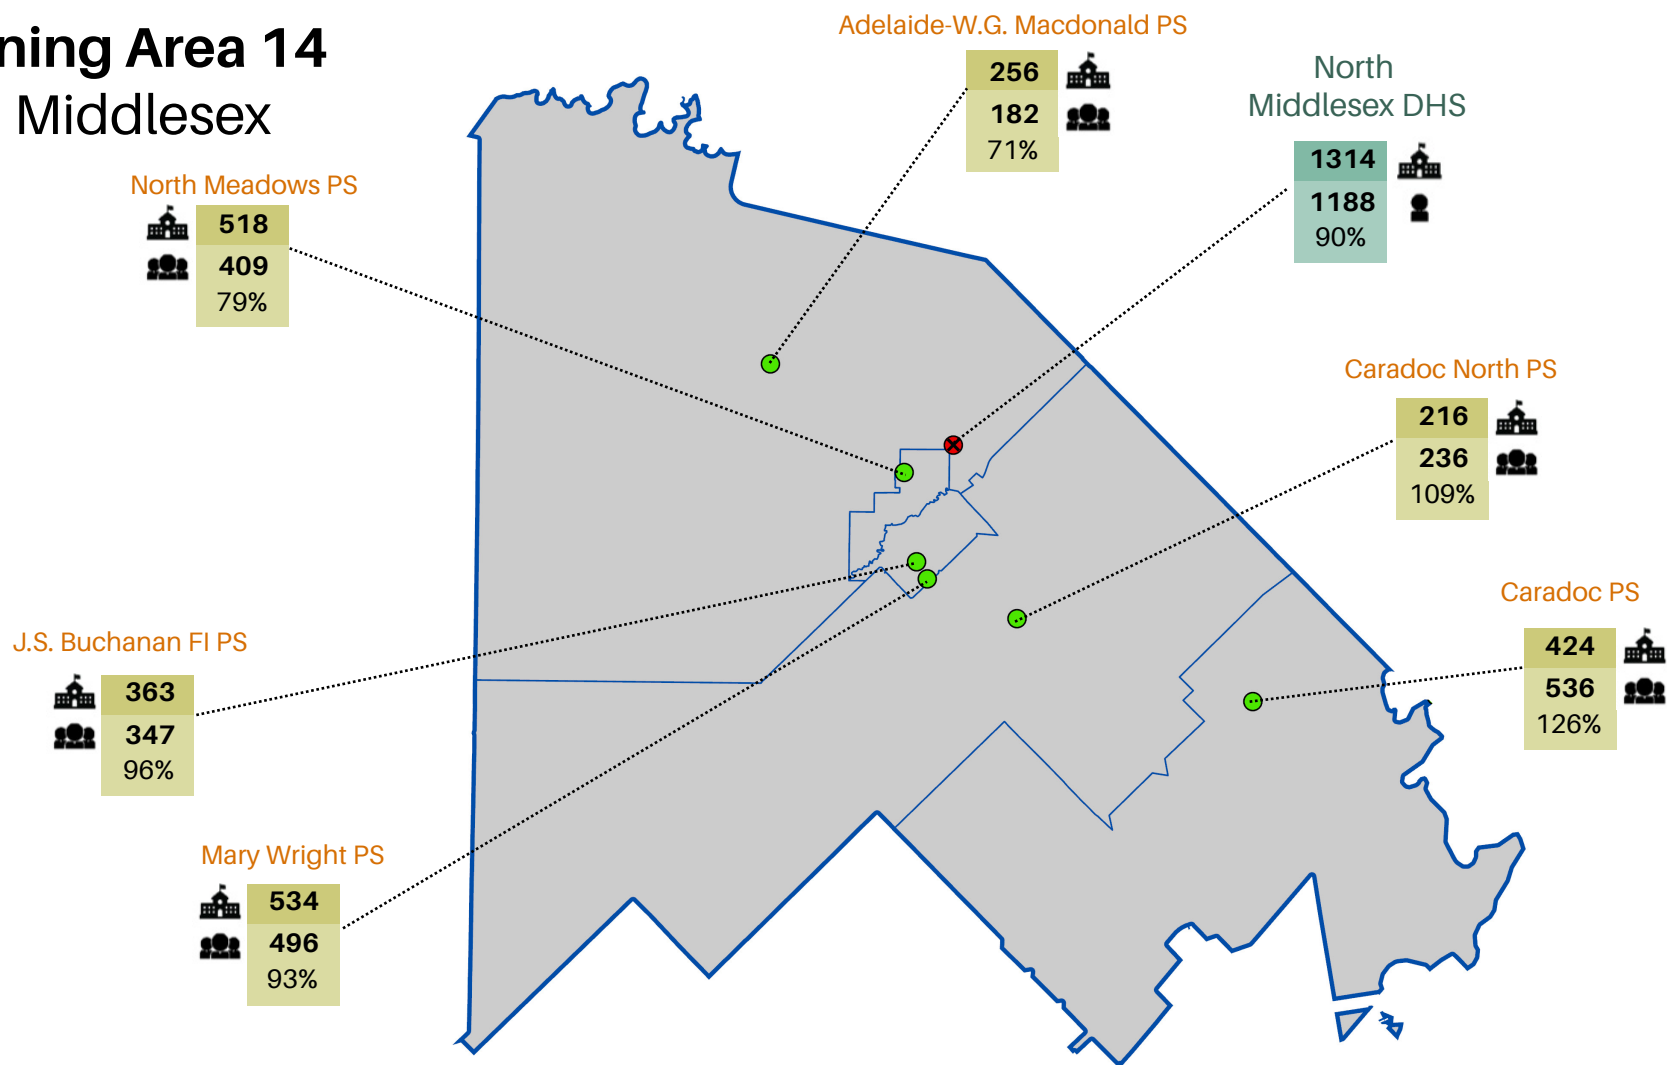 ning Area 14
Middlesex
Adelaide-W.G. Macdonald PS
256
182
71%
North
Middlesex DHS
1314
1188
90%
North Meadows PS
518
409
79%
Caradoc North PS
216
236
109%
Caradoc PS
424
536
126%
J.S. Buchanan FI PS
363
347
96%
Mary Wright PS
534
496
93%